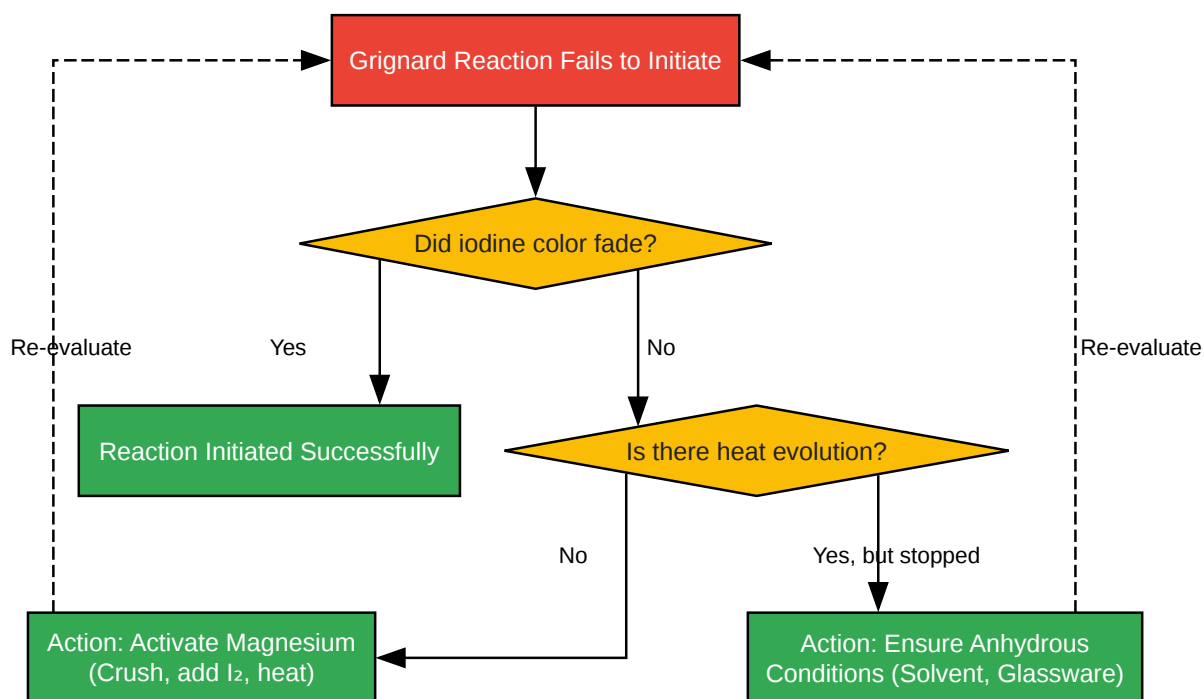 Grignard Reaction Fails to Initiate
Did iodine color fade?
Re-evaluate
Yes
No
Re-evaluate
Reaction Initiated Successfully
Is there heat evolution?
No
Yes, but stopped
Action: Activate Magnesium
(Crush, add I₂, heat)
Action: Ensure Anhydrous
Conditions (Solvent, Glassware)